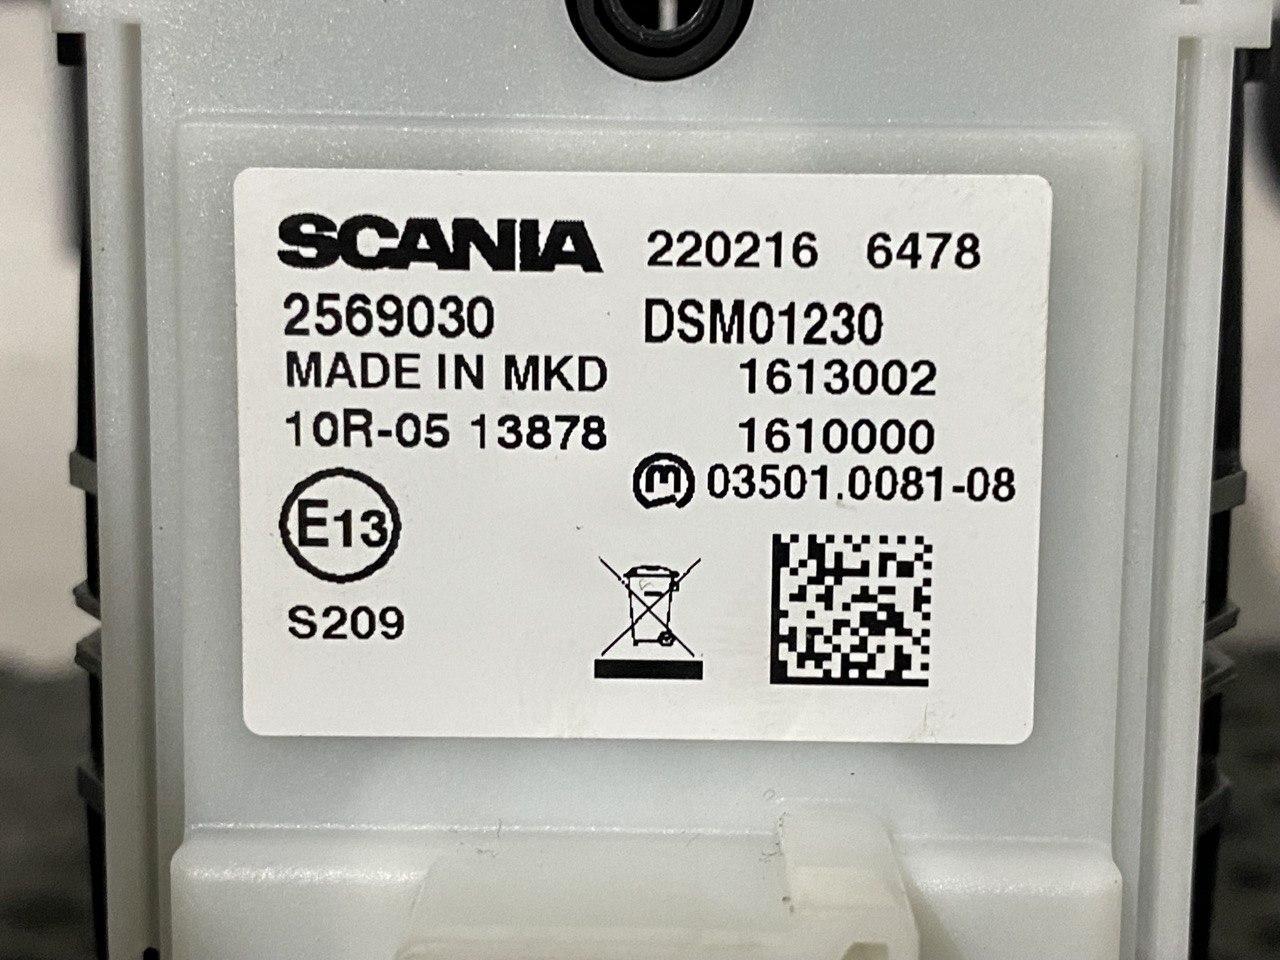 SCANIA 220216 6478
2569030 DSM01230
MADE IN MKD 1613002
10R-05 13878 1610000
m 03501.0081-08
E13
S209